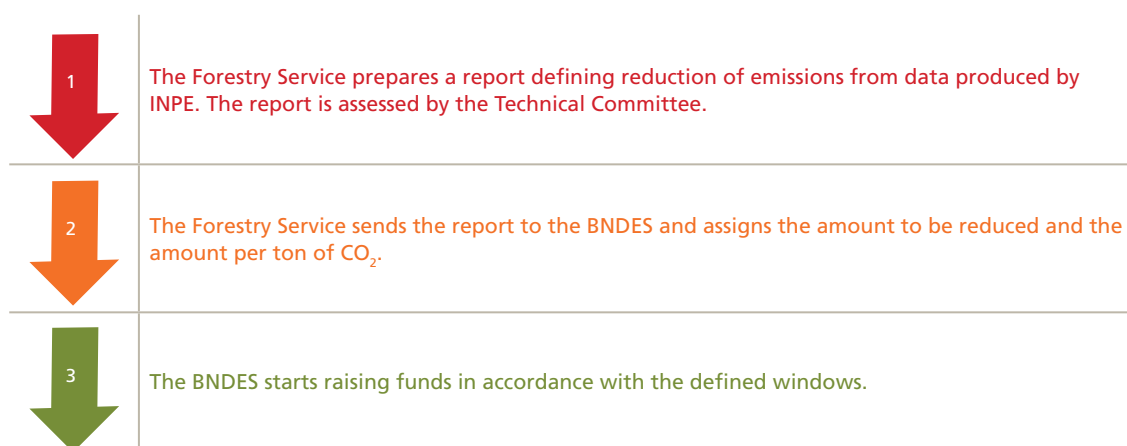 1
The Forestry Service prepares a report defining reduction of emissions from data produced by
INPE. The report is assessed by the Technical Committee.
2
The Forestry Service sends the report to the BNDES and assigns the amount to be reduced and the
amount per ton of CO₂.
3
The BNDES starts raising funds in accordance with the defined windows.